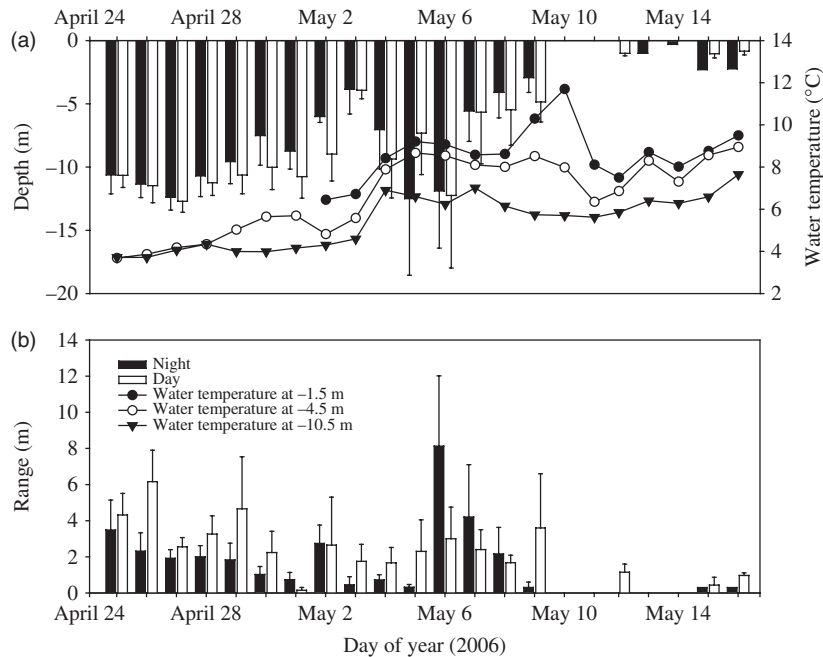 April 24 April 28 May 2 May 6 May 10 May 14
(a)
0 14
12
–5 10
–10 8
6
–15 4
–20 2
Depth (m)
Water temperature (°C)
(b)
14
12
10
8
6
4
2
0
Range (m)
Night
Day
Water temperature at –1.5 m
Water temperature at –4.5 m
Water temperature at –10.5 m
April 24 April 28 May 2 May 6 May 10 May 14
Day of year (2006)